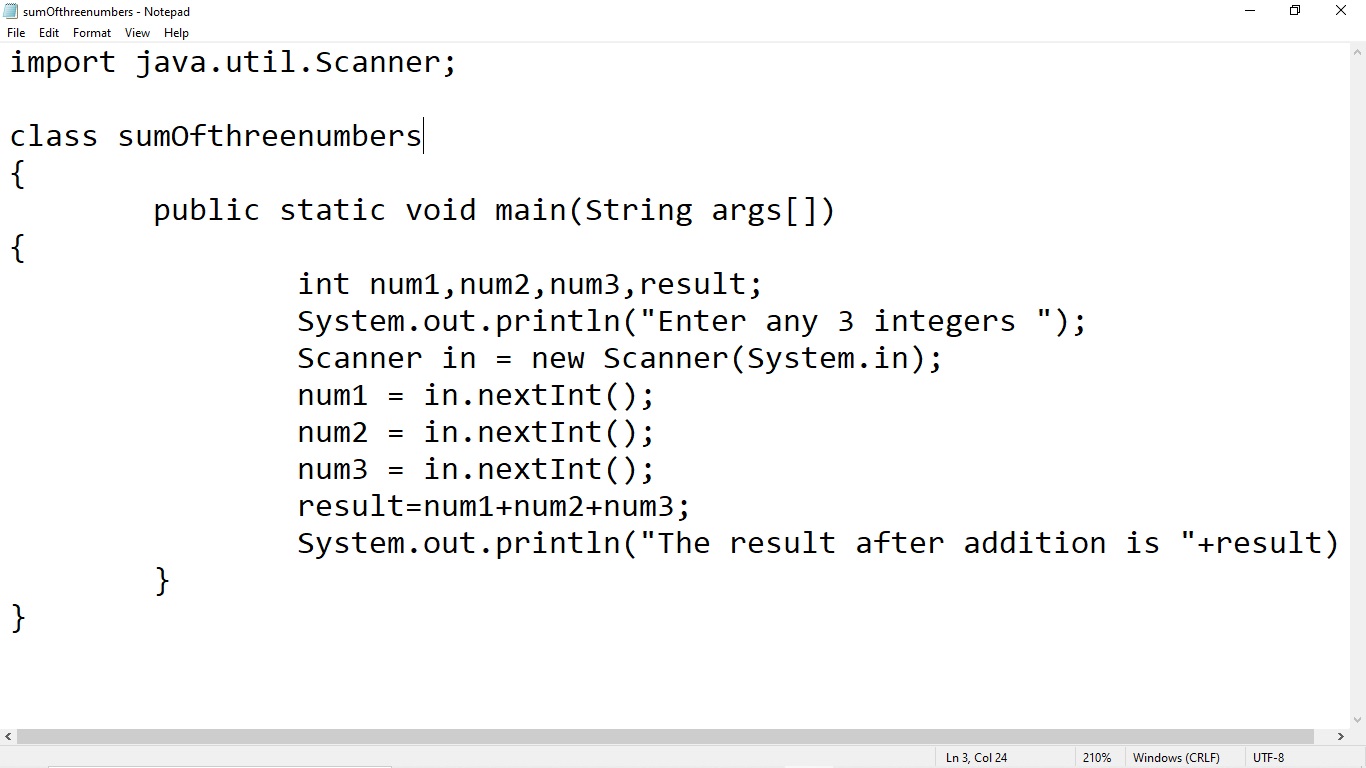 sumOfthreenumbers - Notepad
File Edit Format View Help
import java.util.Scanner;
class sumOfthreenumbers
{
public static void main(String args[])
{
int num1,num2,num3,result;
System.out.println("Enter any 3 integers ");
Scanner in = new Scanner(System.in);
num1 = in.nextInt();
num2 = in.nextInt();
num3 = in.nextInt();
result=num1+num2+num3;
System.out.println("The result after addition is "+result)
}
}
Ln 3, Col 24 210% Windows (CRLF) UTF-8